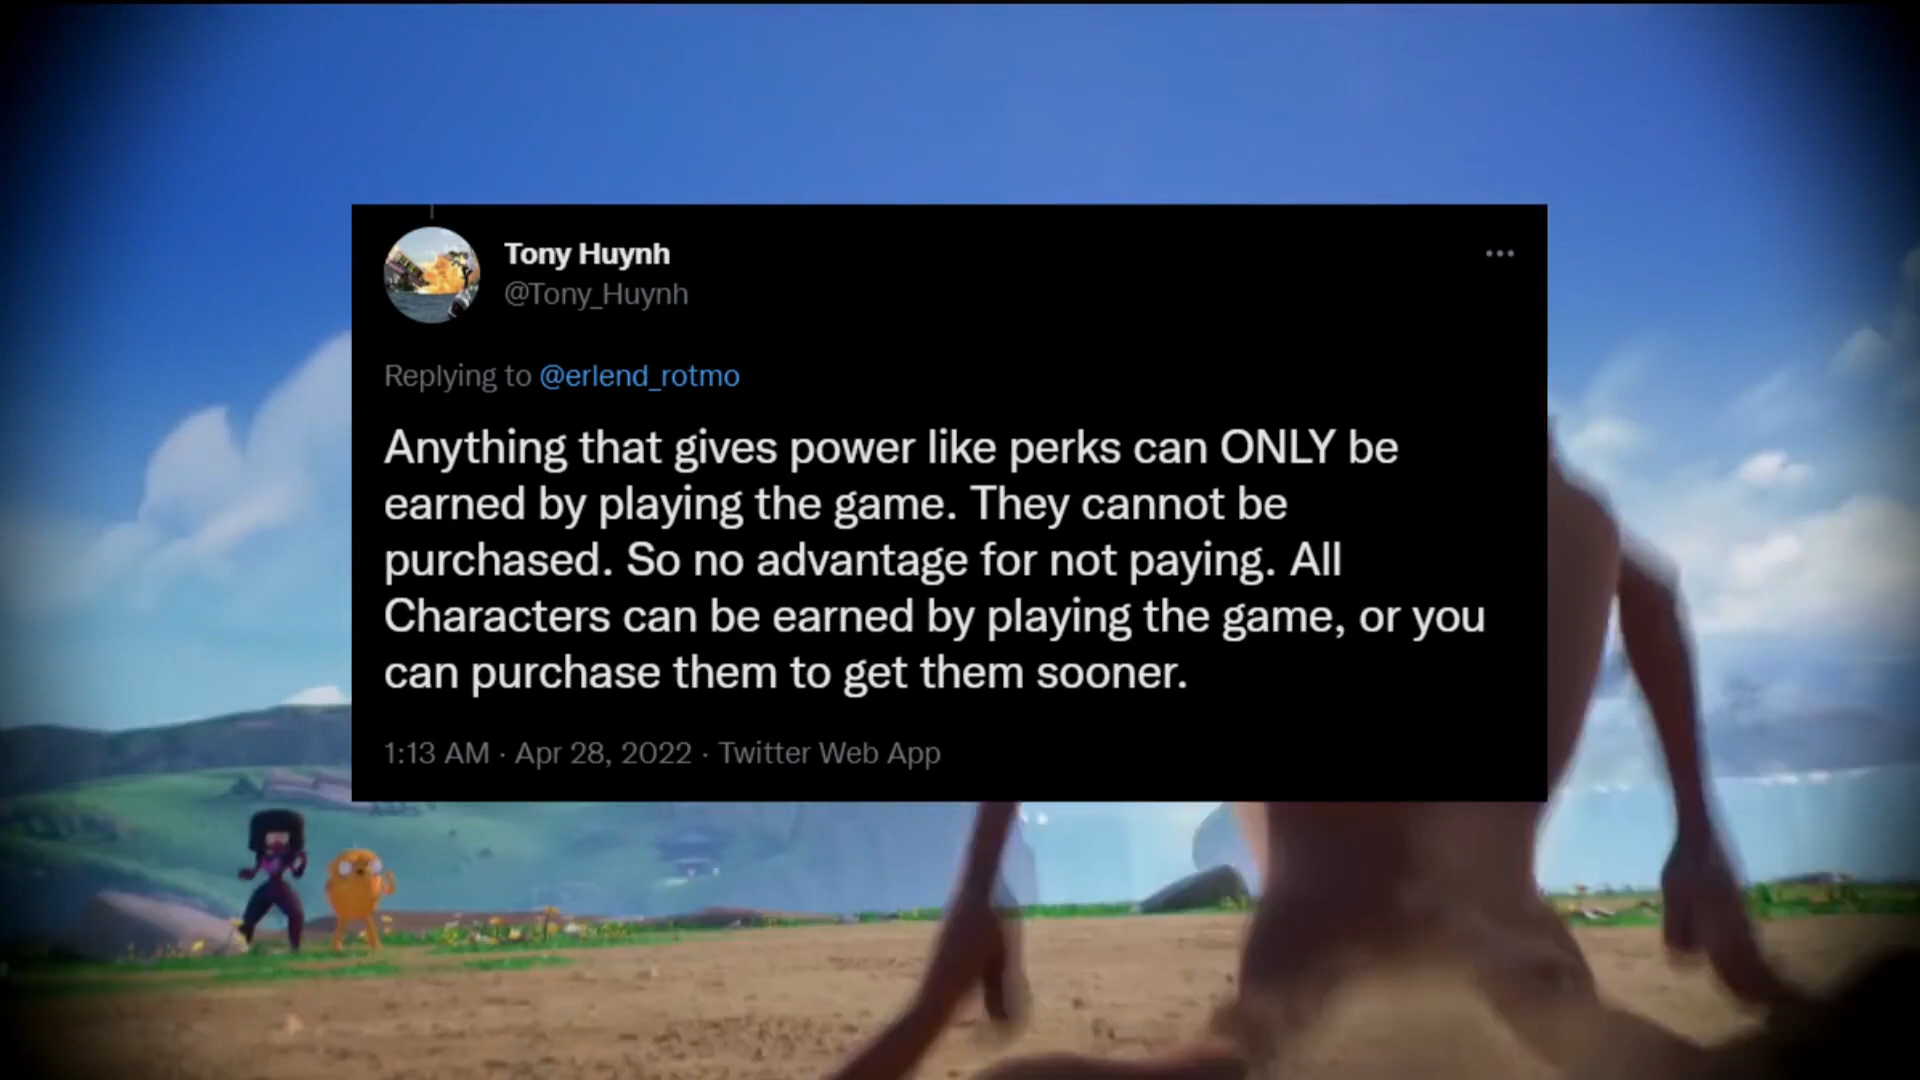 Tony Huynh
@Tony_Huynh
Replying to @erlend_rotmo
Anything that gives power like perks can ONLY be
earned by playing the game. They cannot be
purchased. So no advantage for not paying. All
Characters can be earned by playing the game, or you
can purchase them to get them sooner.
1:13 AM · Apr 28, 2022 · Twitter Web App